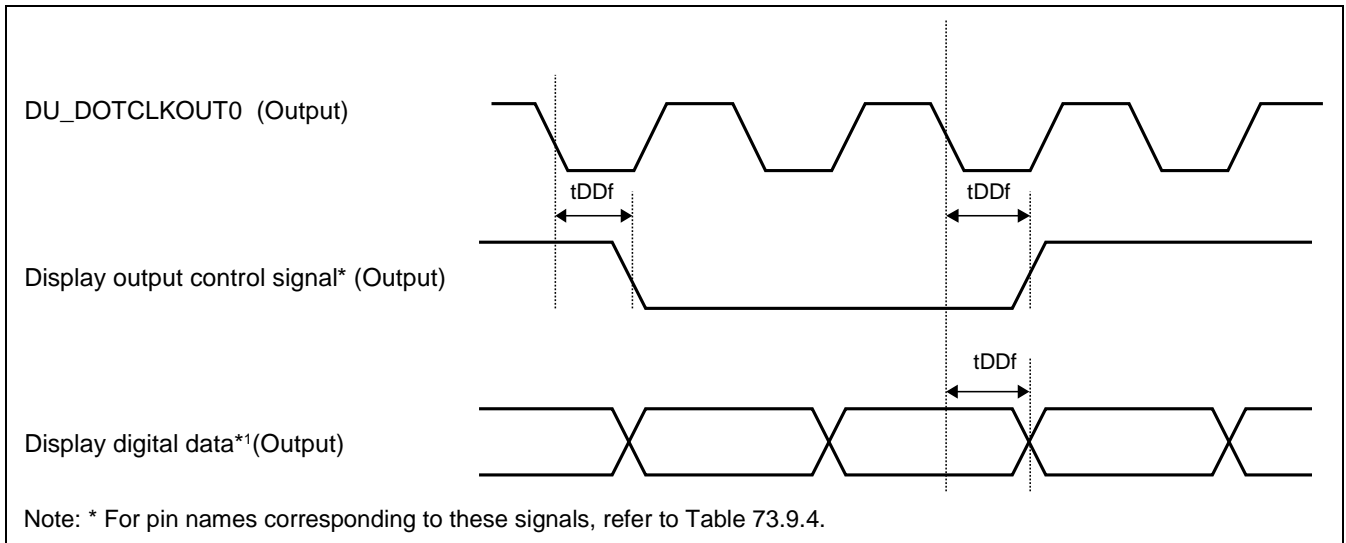 DU_DOTCLKOUT0 (Output)
tDDf
tDDf
Display output control signal* (Output)
tDDf
Display digital data*1(Output)
Note: * For pin names corresponding to these signals, refer to Table 73.9.4.